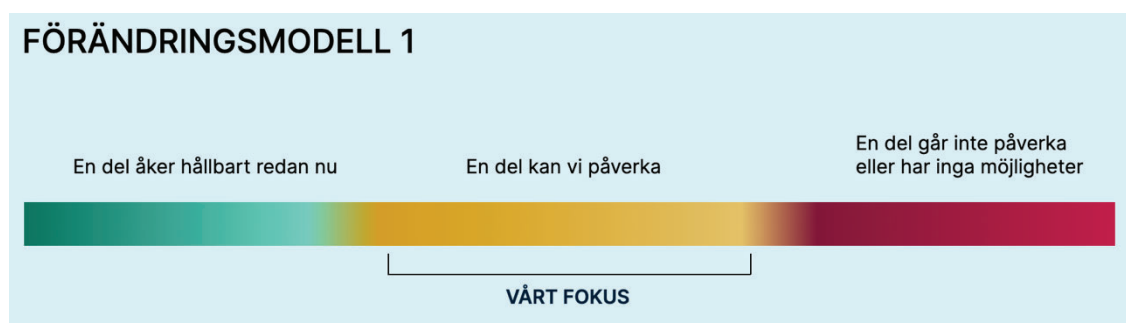 FÖRÄNDRINGSMODELL 1
En del åker hållbart redan nu
En del kan vi påverka
En del går inte påverka
eller har inga möjligheter
VÅRT FOKUS